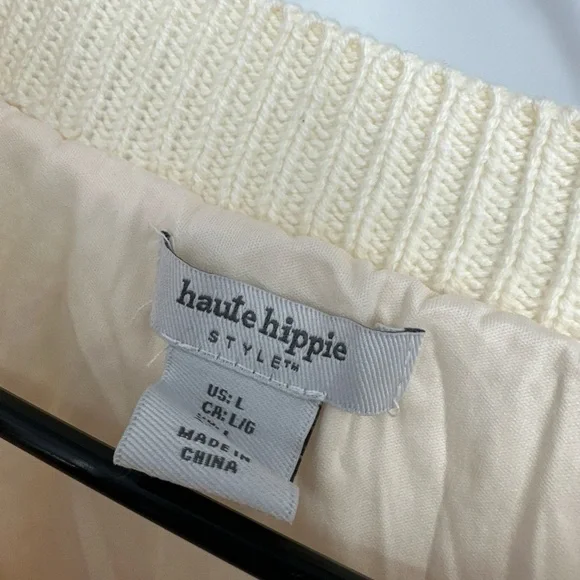 haute hippie
STYLE™
US: L
CA: L/G
MADE IN
CHINA